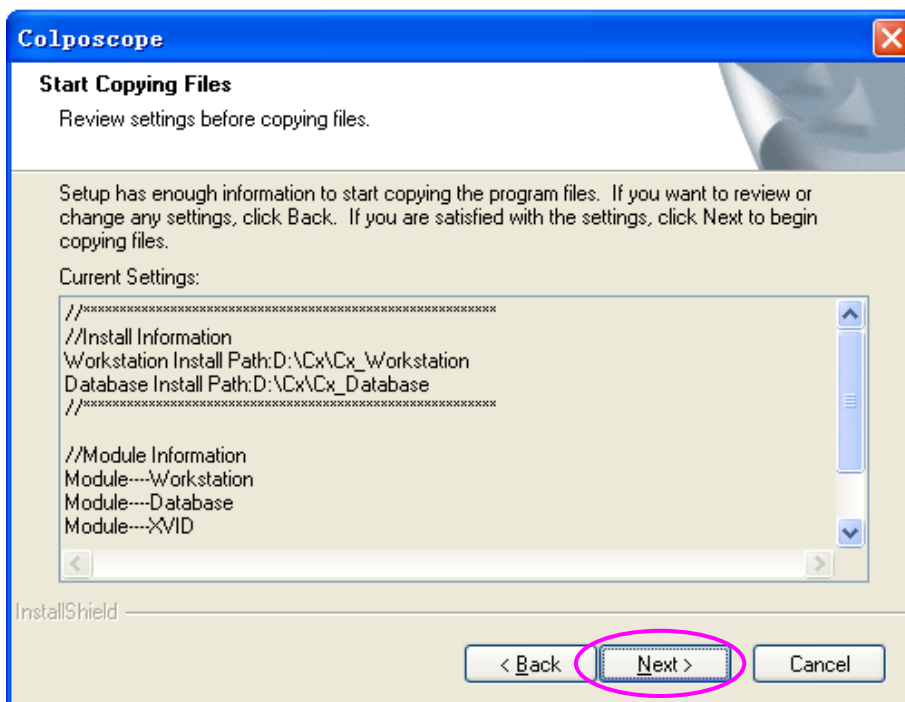 Colposcope
Start Copying Files
Review settings before copying files.
Setup has enough information to start copying the program files.  If you want to review or
change any settings, click Back.  If you are satisfied with the settings, click Next to begin
copying files.
Current Settings:
//*********************************************************
//Install Information
Workstation Install Path:D:\Cx\Cx_Workstation
Database Install Path:D:\Cx\Cx_Database
//*********************************************************
//Module Information
Module----Workstation
Module----Database
Module----XVID
InstallShield
< Back
Next >
Cancel